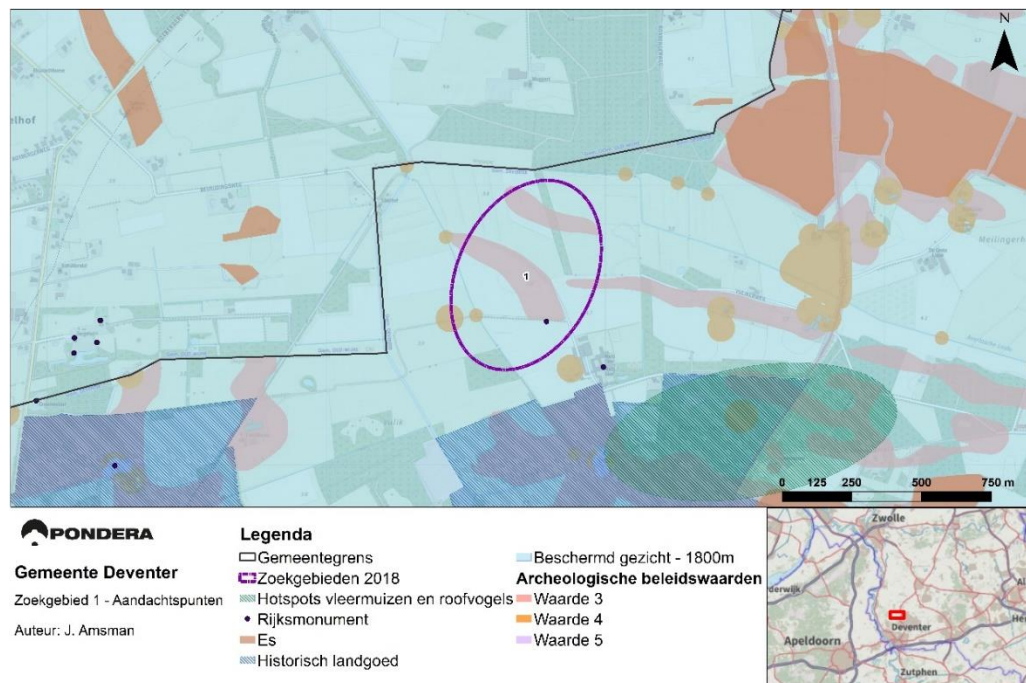 elhof
N
1
0 125 250 500 750 m
PONDERA
Gemeente Deventer
Zoekgebied 1 - Aandachtspunten
Auteur: J. Amsman
Legenda
Gemeentegrens
Zoekgebieden 2018
Hotspots vleermuizen en roofvogels
Rijksmonument
Es
Historisch landgoed
Beschermd gezicht - 1800m
Archeologische beleidswaarden
Waarde 3
Waarde 4
Waarde 5
Zwolle
derwijk
Deventer
Apeldoorn
Zutphen